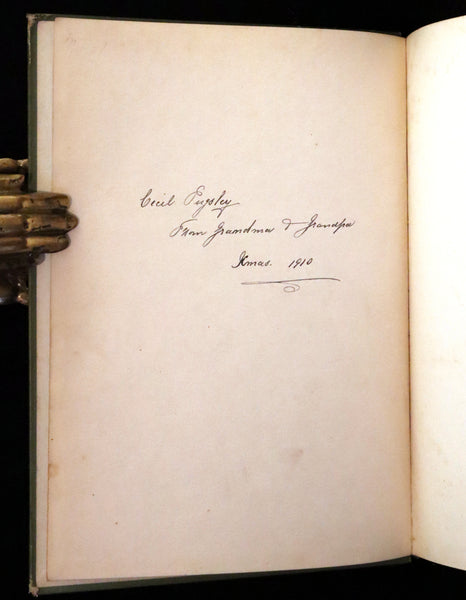 Cecil Pugsley
From Grandma & Grandpa
Xmas. 1910